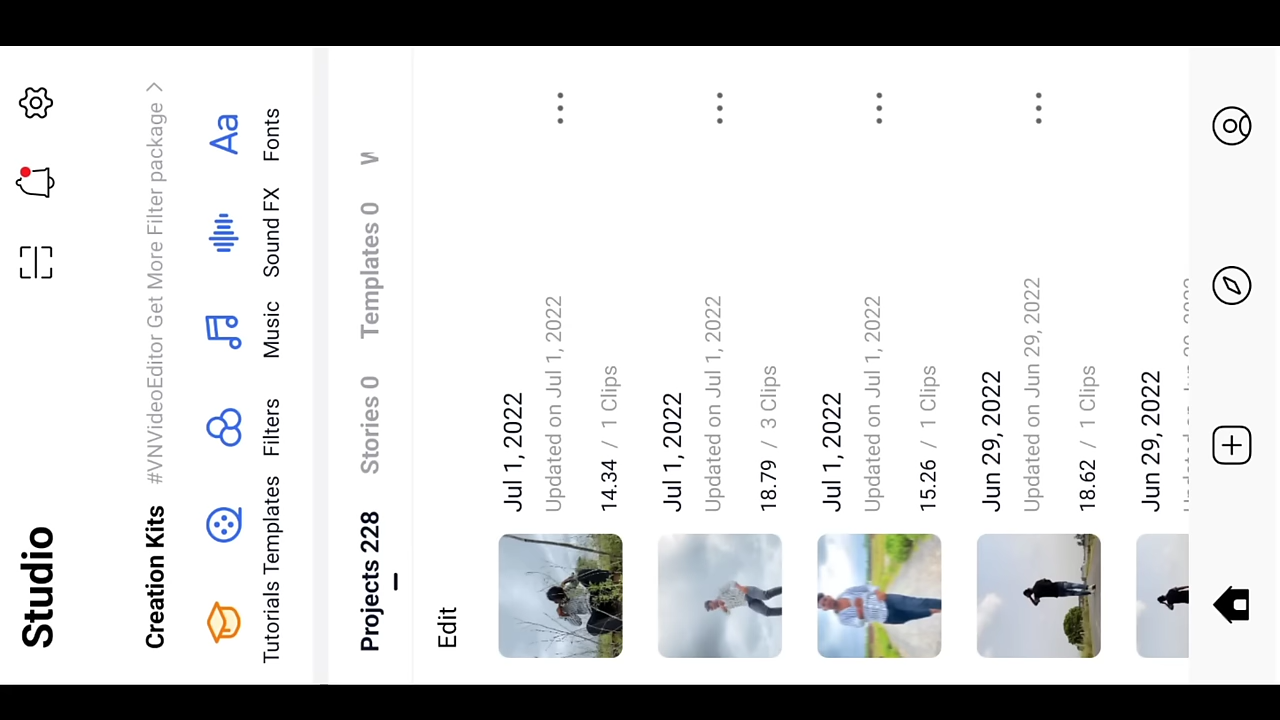 Studio
Creation Kits
#VNVideoEditor Get More Filter package >
Tutorials
Templates
Filters
Music
Sound FX
Aa
Fonts
Projects 228
Stories 0
Templates 0
Edit
Jul 1, 2022
Updated on Jul 1, 2022
14.34 / 1 Clips
Jul 1, 2022
Updated on Jul 1, 2022
18.79 / 3 Clips
Jul 1, 2022
Updated on Jul 1, 2022
15.26 / 1 Clips
Jun 29, 2022
Updated on Jun 29, 2022
18.62 / 1 Clips
Jun 29, 2022